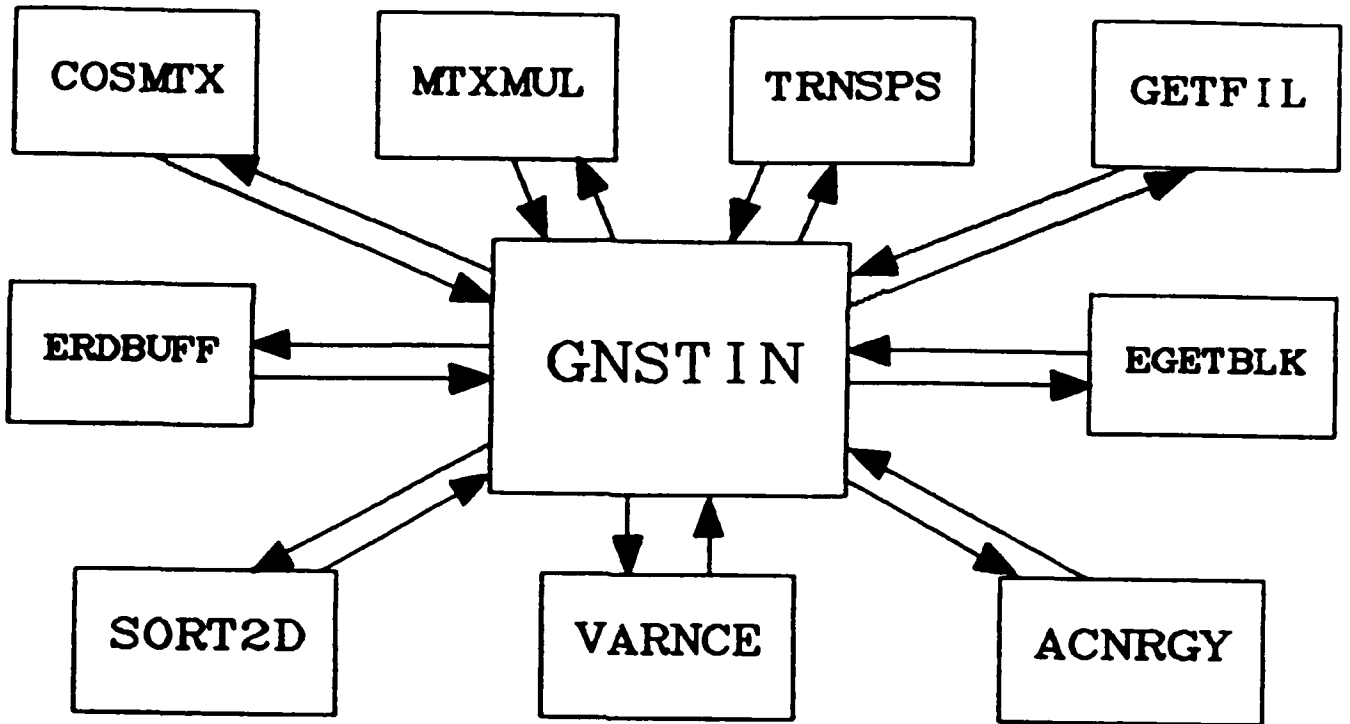 COSMTX
MTXMUL
TRNSPS
GETFIL
ERDBUFF
GNSTIN
EGETBLK
SORT2D
VARNCE
ACNRGY